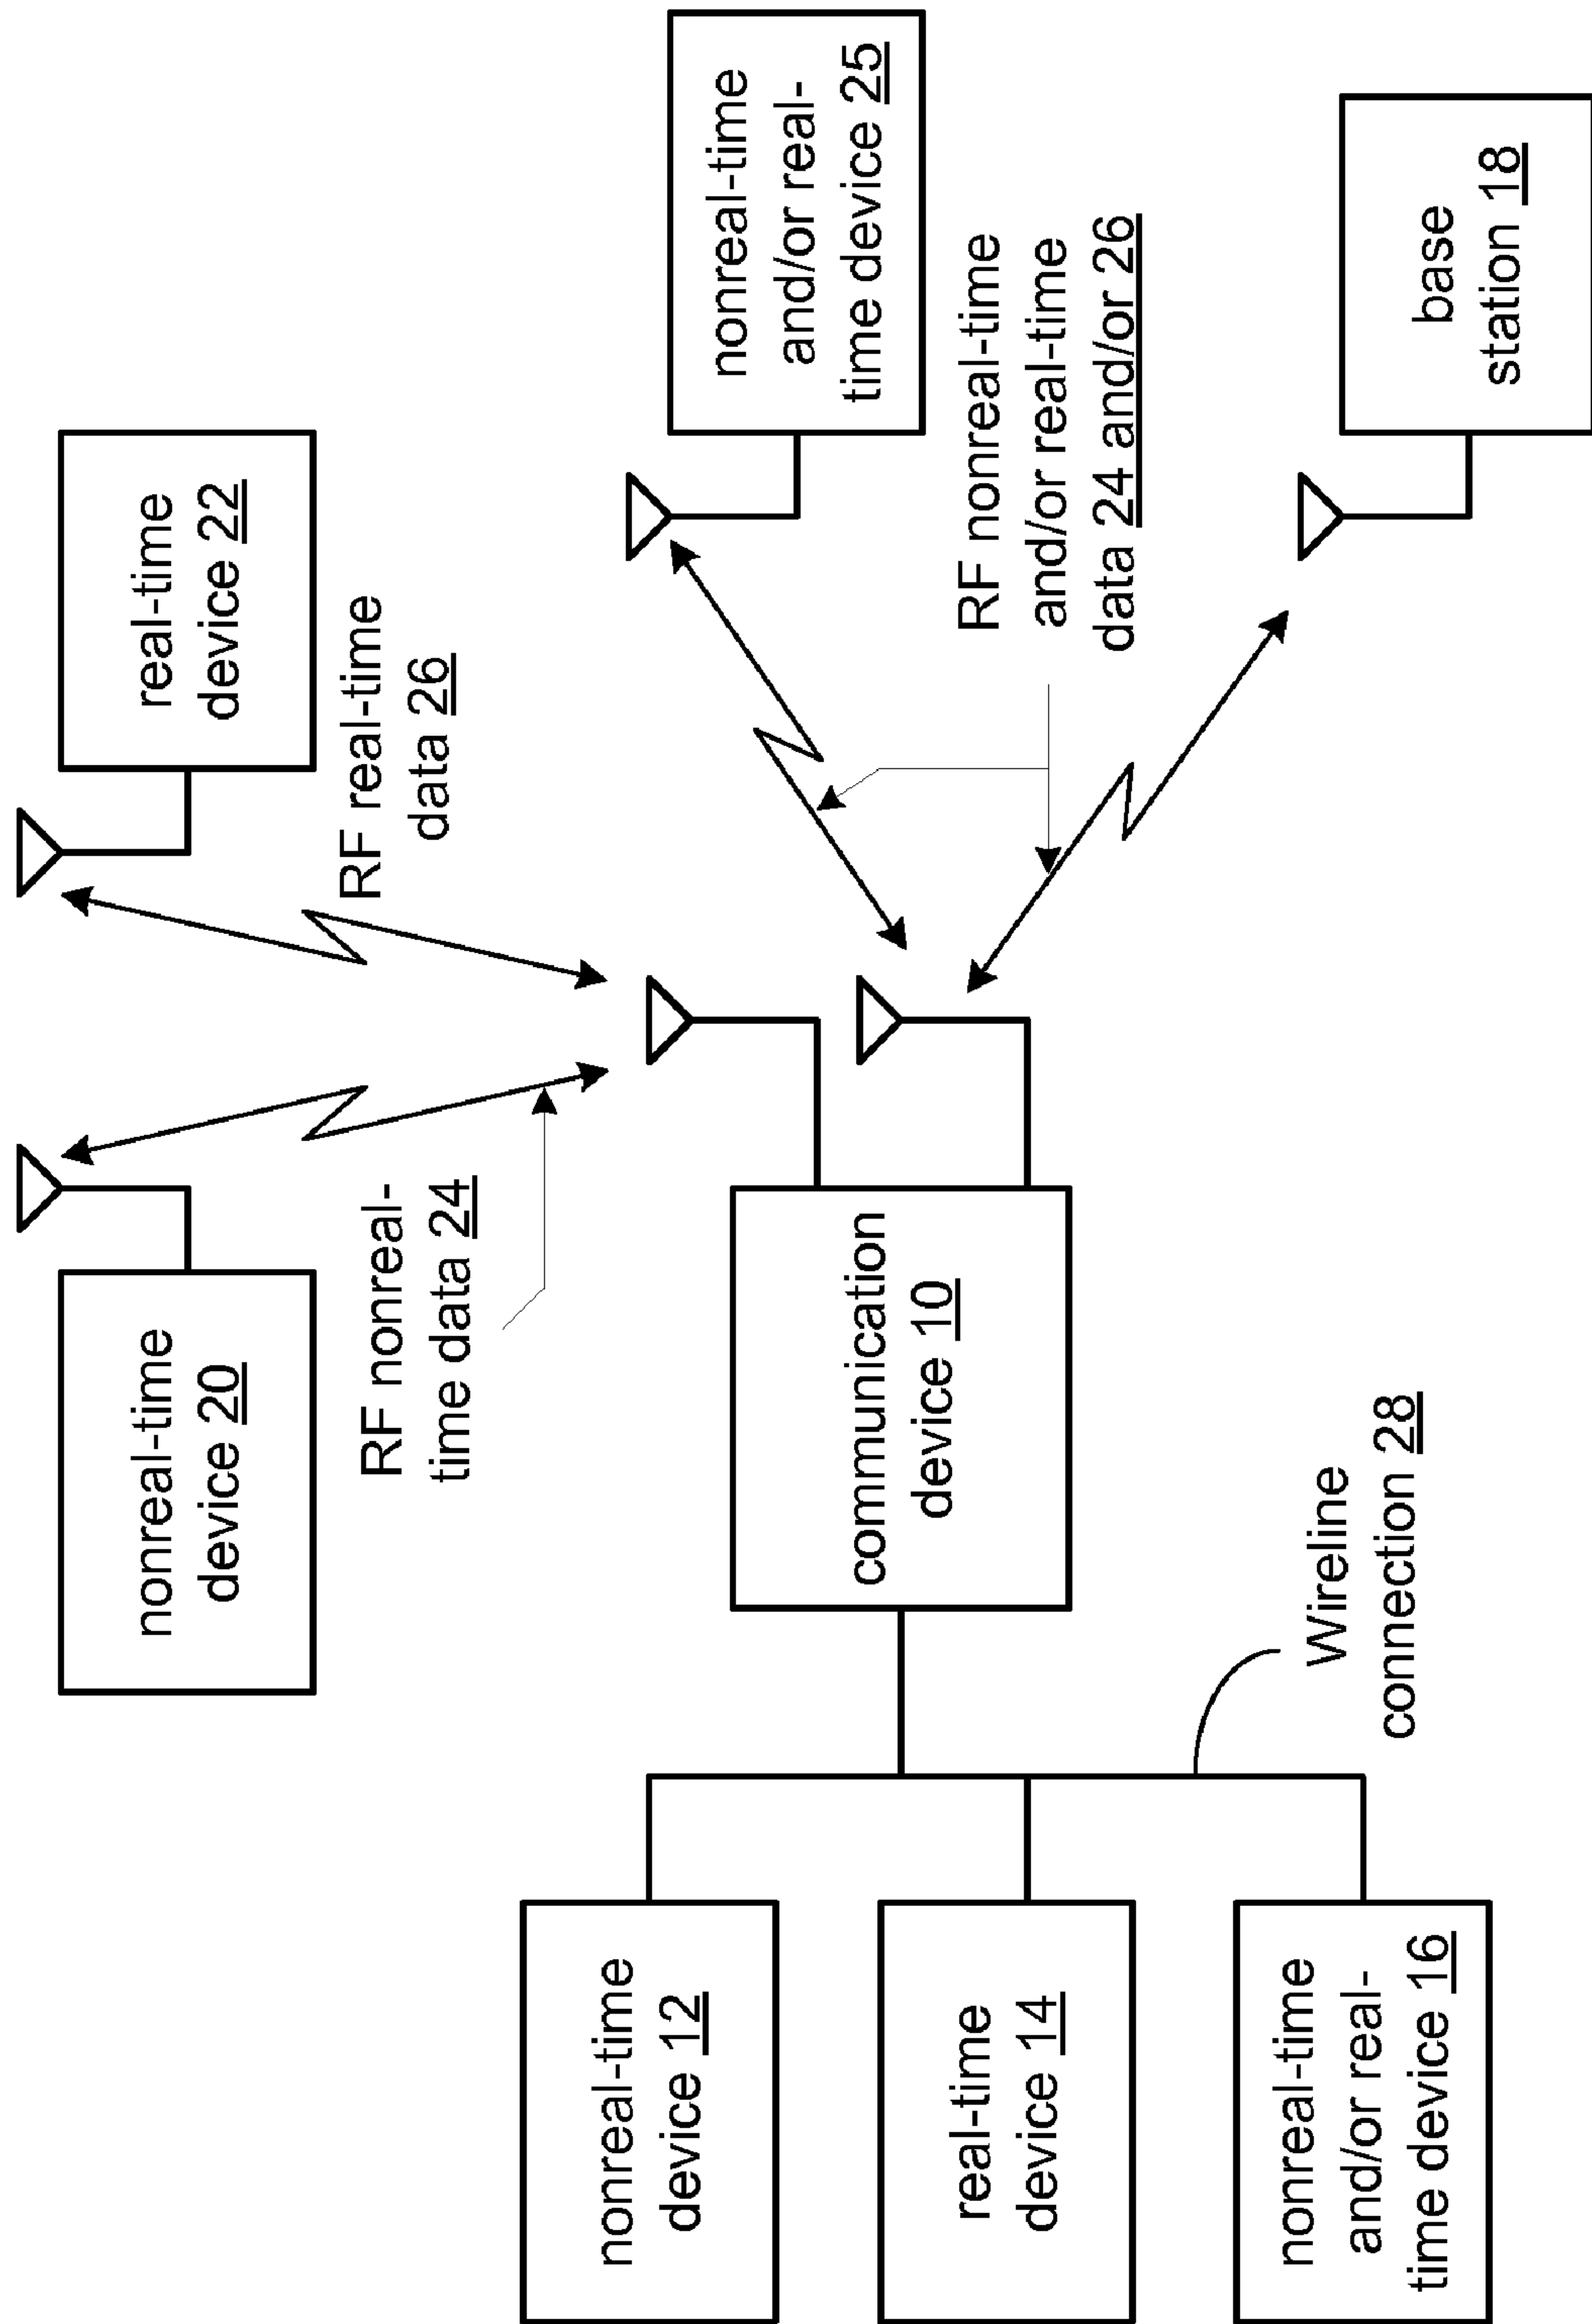 nonreal-time
device 20
real-time
device 22
RF nonreal-
time data 24
RF real-time
data 26
nonreal-time
device 12
real-time
device 14
nonreal-time
and/or real-
time device 16
communication
device 10
Wireline
connection 28
nonreal-time
and/or real-
time device 25
RF nonreal-time
and/or real-time
data 24 and/or 26
base
station 18